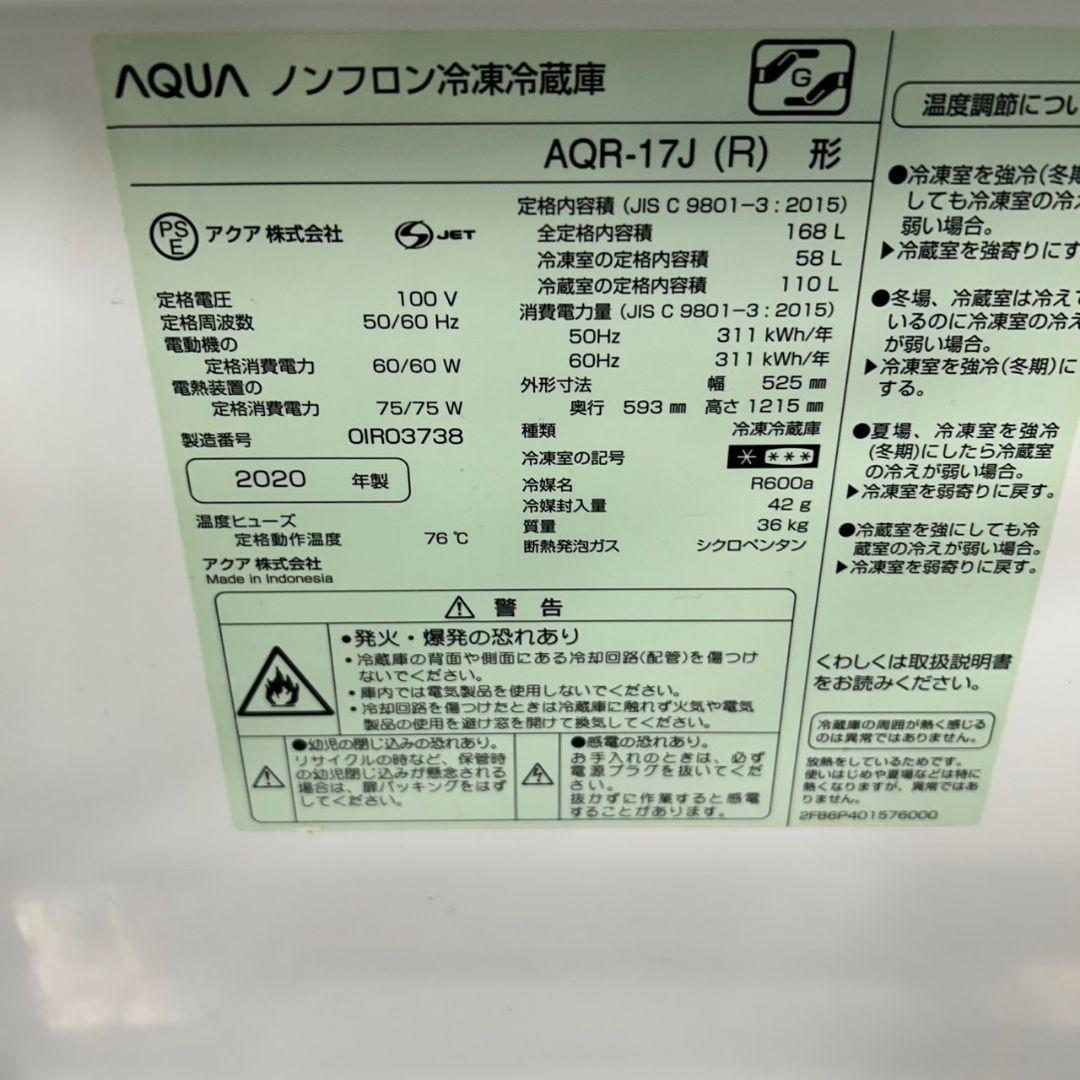 AQUA ノンフロン冷凍冷蔵庫
G
AQR-17J (R) 形
PS
E
アクア 株式会社
S JET
定格電圧 100 V
定格周波数 50/60 Hz
電動機の
定格消費電力 60/60 W
電熱装置の
定格消費電力 75/75 W
製造番号 OIR03738
2020 年製
温度ヒューズ
定格動作温度 76 ℃
アクア 株式会社
Made in Indonesia
定格内容積 (JIS C 9801-3 : 2015)
全定格内容積 168 L
冷凍室の定格内容積 58 L
冷蔵室の定格内容積 110 L
消費電力量 (JIS C 9801-3 : 2015)
50Hz 311 kWh/年
60Hz 311 kWh/年
外形寸法 幅 525 mm
奥行 593 mm 高さ 1215 mm
種類 冷凍冷蔵庫
冷凍室の記号 * ***
冷媒名 R600a
冷媒封入量 42 g
質量 36 kg
断熱発泡ガス シクロペンタン
⚠ 警告
•発火・爆発の恐れあり
・冷蔵庫の背面や側面にある冷却回路(配管)を傷つけ
ないでください。
・庫内では電気製品を使用しないでください。
・冷却回路を傷つけたときは冷蔵庫に触れず火気や電気
製品の使用を避け窓を開けて換気してください。
●幼児の閉じ込みの恐れあり。
リサイクルの時など、保管時
の幼児閉じ込みが懸念される
場合は、扉パッキングをはず
してください。
●感電の恐れあり。
お手入れのときは、必ず
電源プラグを抜いてくだ
さい。
抜かずに作業すると感電
することがあります。
温度調節につい
●冷凍室を強冷(冬期
しても冷凍室の冷え
弱い場合。
▶冷蔵室を強寄りにす
●冬場、冷蔵室は冷えて
いるのに冷凍室の冷え
が弱い場合。
▶冷凍室を強冷(冬期)に
する。
●夏場、冷凍室を強冷
(冬期)にしたら冷蔵室
の冷えが弱い場合。
▶冷凍室を弱寄りに戻す。
●冷蔵室を強にしても冷
蔵室の冷えが弱い場合。
▶冷凍室を弱寄りに戻す。
くわしくは取扱説明書
をお読みください。
冷蔵庫の周囲が熱く感じる
のは異常ではありません。
放熱をしているためです。
使いはじめや夏場などは特に
熱くなりますが、異常ではあ
りません。
2FB6P401576000